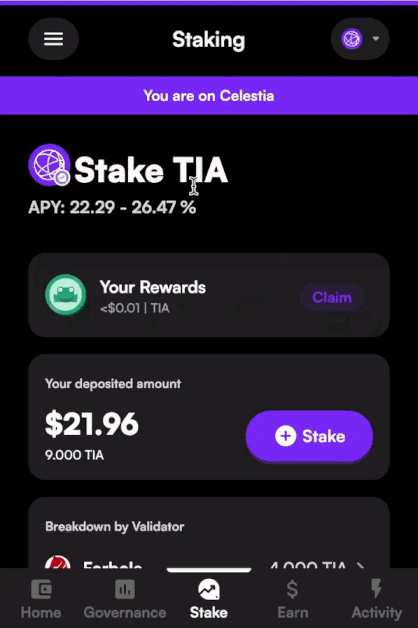 Staking
You are on Celestia
Stake TIA
APY: 22.29 - 26.47 %
Your Rewards
<$0.01 | TIA
Claim
Your deposited amount
$21.96
9.000 TIA
Stake
Breakdown by Validator
Forbole
4.000 TIA
Home Governance Stake Earn Activity